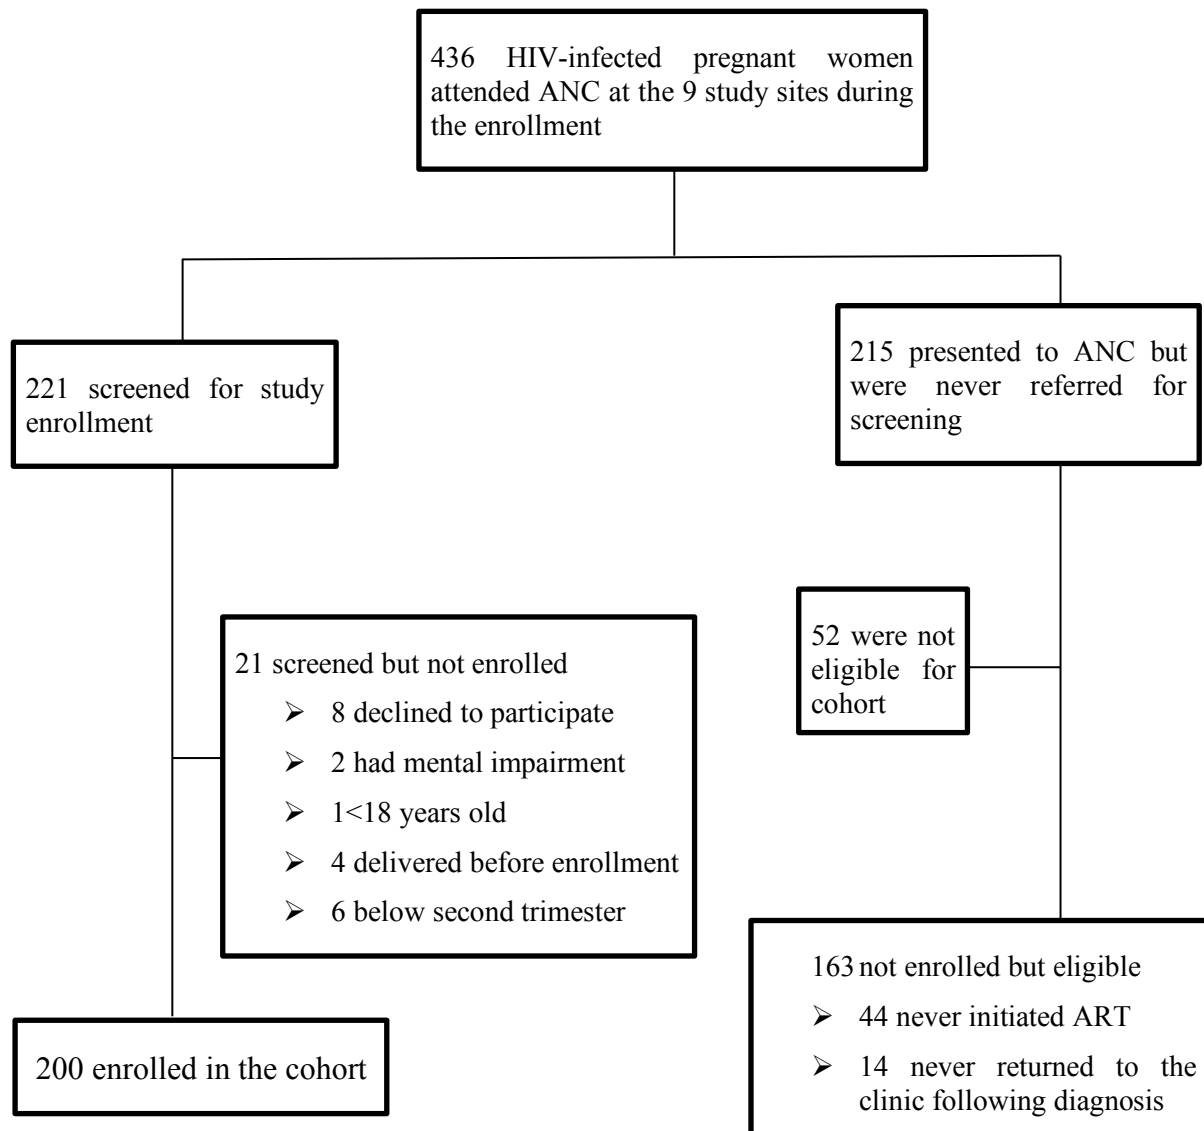 436 HIV-infected pregnant women
attended ANC at the 9 study sites during
the enrollment
221 screened for study
enrollment
215 presented to ANC but
were never referred for
screening
21 screened but not enrolled
➢ 8 declined to participate
➢ 2 had mental impairment
➢ 1<18 years old
➢ 4 delivered before enrollment
➢ 6 below second trimester
52 were not
eligible for
cohort
200 enrolled in the cohort
163 not enrolled but eligible
➢ 44 never initiated ART
➢ 14 never returned to the
clinic following diagnosis